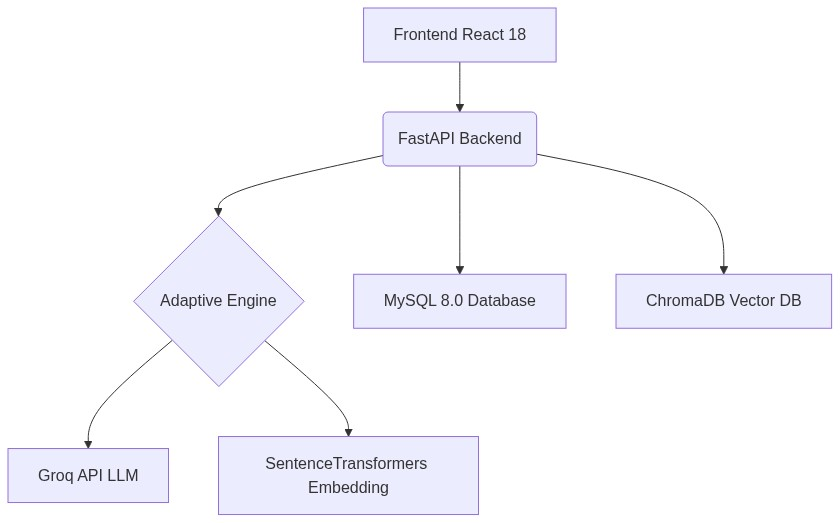 Frontend React 18
FastAPI Backend
Adaptive Engine
MySQL 8.0 Database
ChromaDB Vector DB
Groq API LLM
SentenceTransformers
Embedding